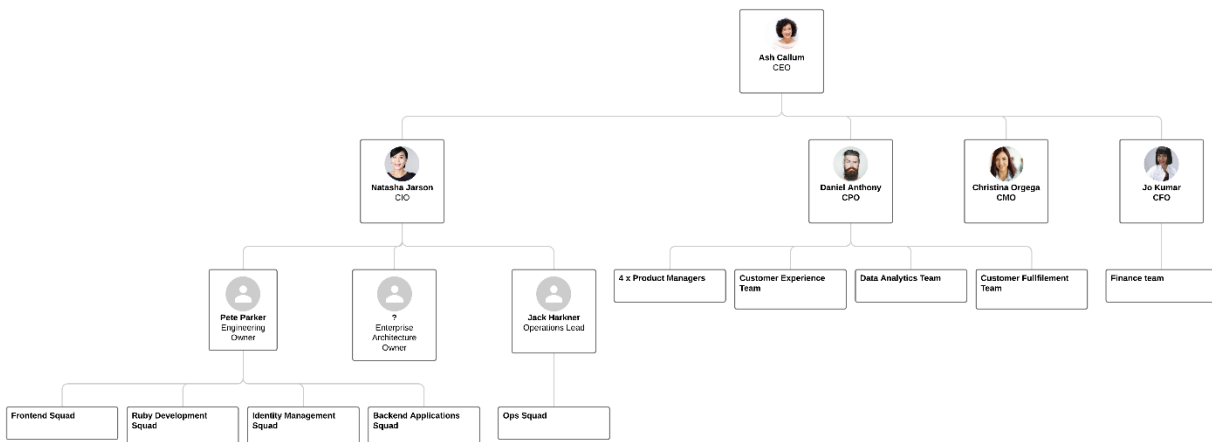 Ash Callum
CEO
Natasha Jarson
CIO
Daniel Anthony
CPO
Christina Orgega
CMO
Jo Kumar
CFO
Pete Parker
Engineering
Owner
?
Enterprise
Architecture
Owner
Jack Harkner
Operations Lead
4 x Product Managers
Customer Experience
Team
Data Analytics Team
Customer Fullfilement
Team
Finance team
Frontend Squad
Ruby Development
Squad
Identity Management
Squad
Backend Applications
Squad
Ops Squad